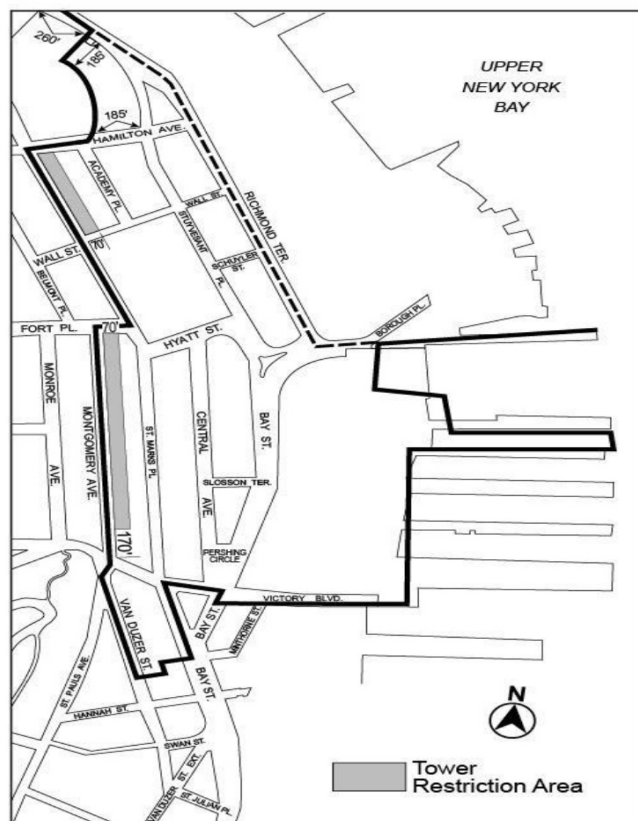 260'
185'
UPPER
NEW YORK
BAY
185'
HAMILTON AVE.
ACADEMY PL.
WALL ST.
RICHMOND TER.
STUYVESANT
PL.
70'
WALL ST.
SCHUYLER
ST.
BELMONT PL.
BOROUGH PL.
FORT PL.
70'
HYATT ST.
MONROE
AVE.
MONTGOMERY AVE.
ST. MARKS PL.
CENTRAL
AVE.
BAY ST.
SLOSSON TER.
170'
PERSHING
CIRCLE
VICTORY BLVD.
VAN DUZER ST.
BAY ST.
MINTHORNE ST.
ST. PAULS AVE.
BAY ST.
HANNAH ST.
SWAN ST.
VAN DUZER ST. EXT.
ST. JULIAN PL.
N
Tower
Restriction Area